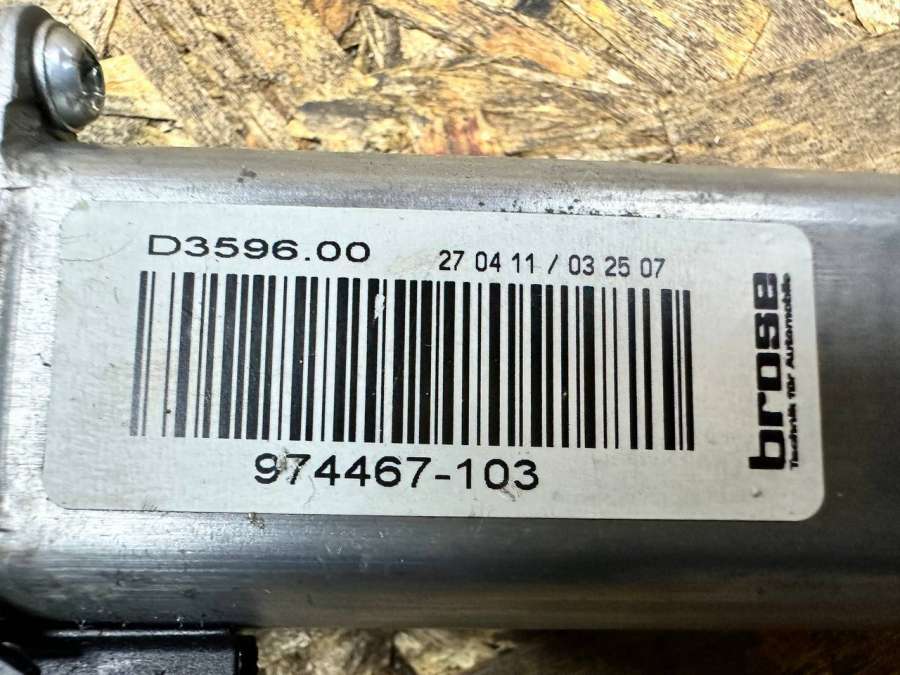 D3596.00
27 04 11 / 03 25 07
974467-103
brose
Technik für Automobile